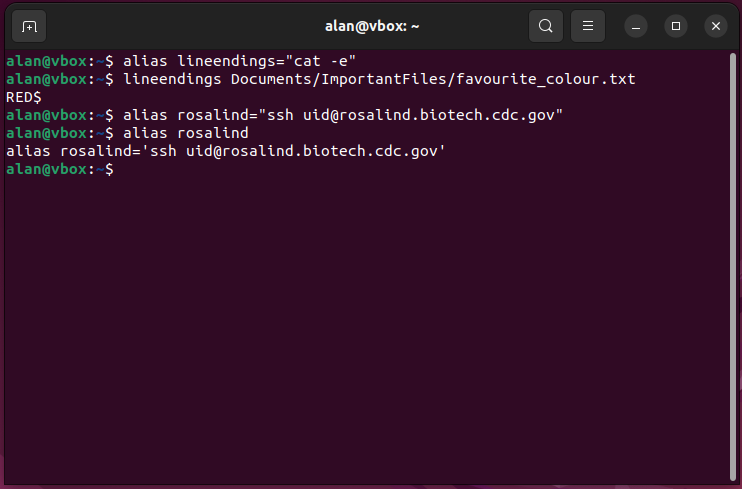 alan@vbox: ~
alan@vbox:~$ alias lineendings="cat -e"
alan@vbox:~$ lineendings Documents/ImportantFiles/favourite_colour.txt
RED$
alan@vbox:~$ alias rosalind="ssh uid@rosalind.biotech.cdc.gov"
alan@vbox:~$ alias rosalind
alias rosalind='ssh uid@rosalind.biotech.cdc.gov'
alan@vbox:~$